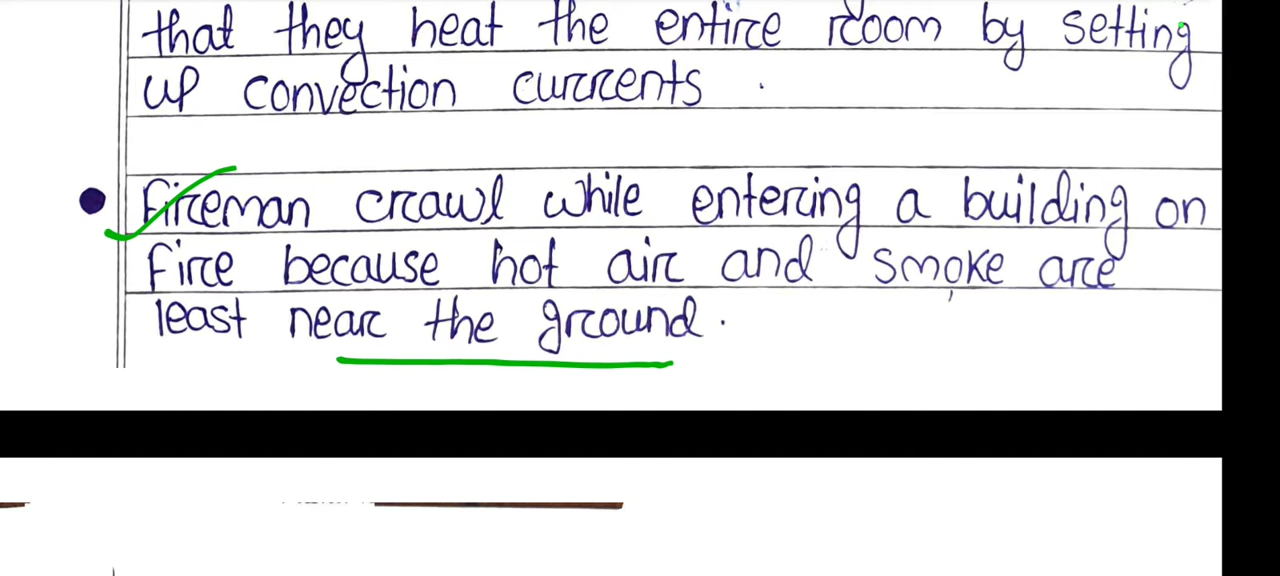 that they heat the entire room by setting
up convection currents .
• Fireman crawl while entering a building on
fire because hot air and smoke are
least near the ground .